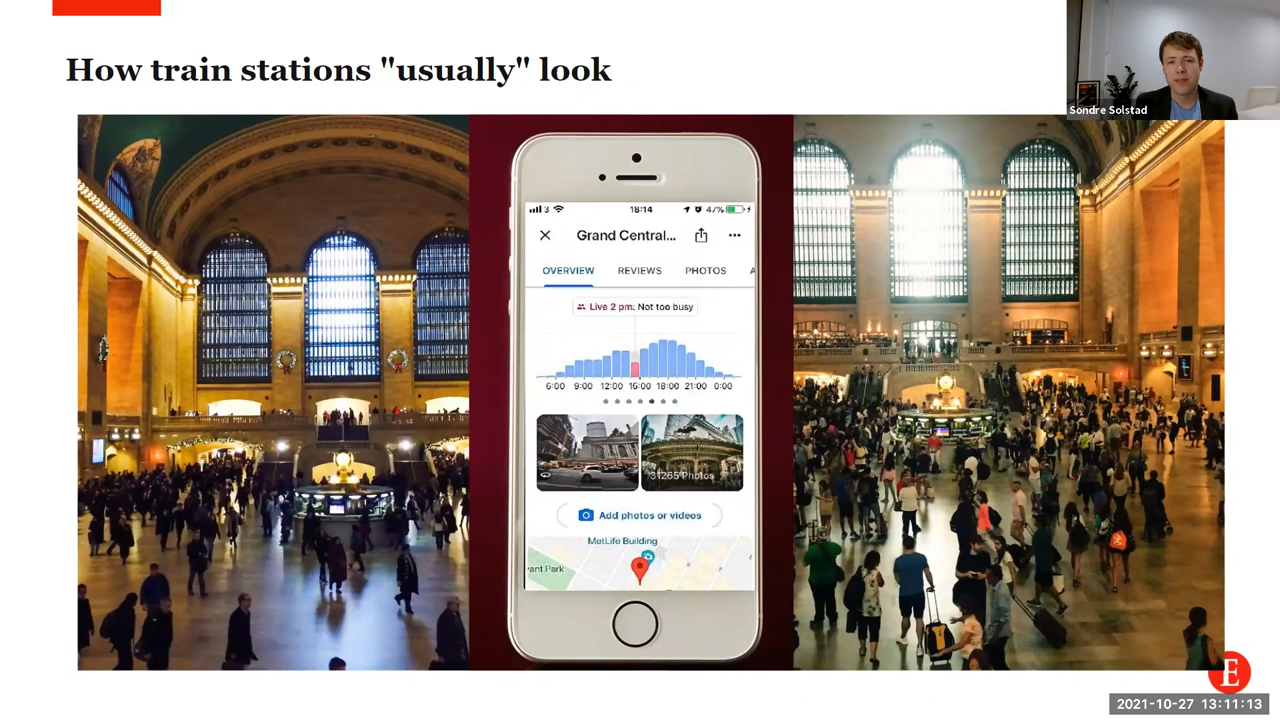 How train stations "usually" look
Sondre Solstad
18:14
47%
Grand Central...
OVERVIEW
REVIEWS
PHOTOS
Live 2 pm: Not too busy
6:00 9:00 12:00 15:00 18:00 21:00 0:00
31265 Photos
Add photos or videos
MetLife Building
ant Park
E
2021-10-27 13:11:13